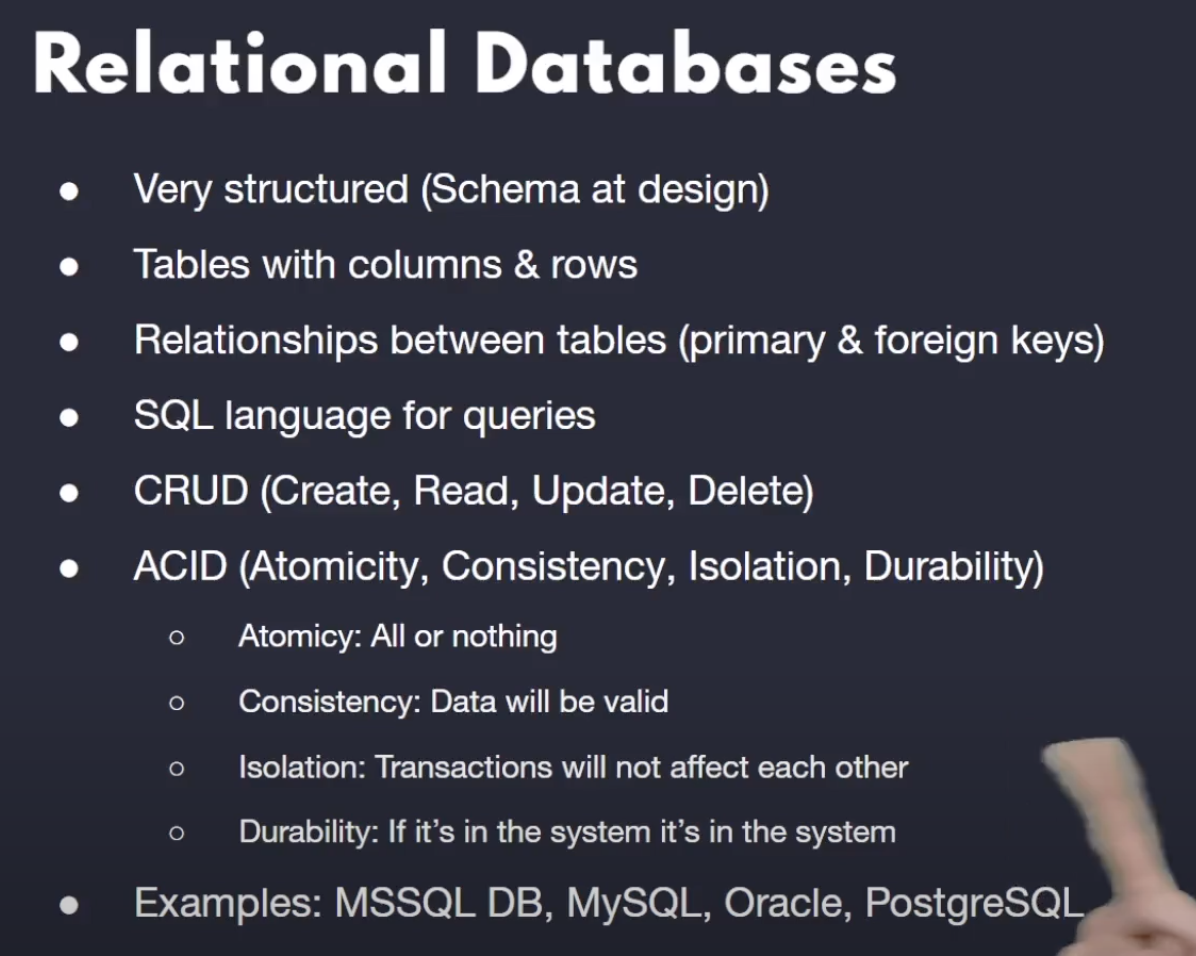 Relational Databases
● Very structured (Schema at design)
● Tables with columns & rows
● Relationships between tables (primary & foreign keys)
● SQL language for queries
● CRUD (Create, Read, Update, Delete)
● ACID (Atomicity, Consistency, Isolation, Durability)
○ Atomicy: All or nothing
○ Consistency: Data will be valid
○ Isolation: Transactions will not affect each other
○ Durability: If it’s in the system it’s in the system
● Examples: MSSQL DB, MySQL, Oracle, PostgreSQL